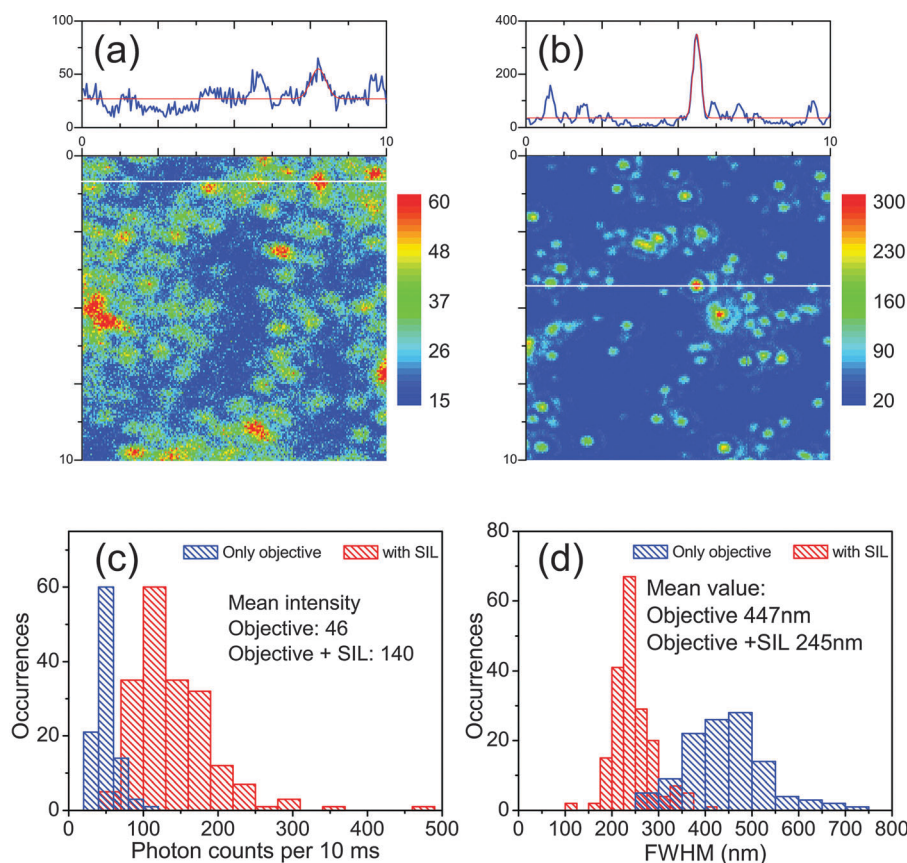 (a)
100
50
0
0
10
0
10
60
48
37
26
15
(b)
400
200
0
0
10
0
10
300
230
160
90
20
(c)
Only objective
with SIL
Mean intensity
Objective: 46
Objective + SIL: 140
Occurrences
60
40
20
0
0
100
200
300
400
500
Photon counts per 10 ms
(d)
Only objective
with SIL
Mean value:
Objective 447nm
Objective +SIL 245nm
Occurrences
80
60
40
20
0
0
100
200
300
400
500
600
700
800
FWHM (nm)